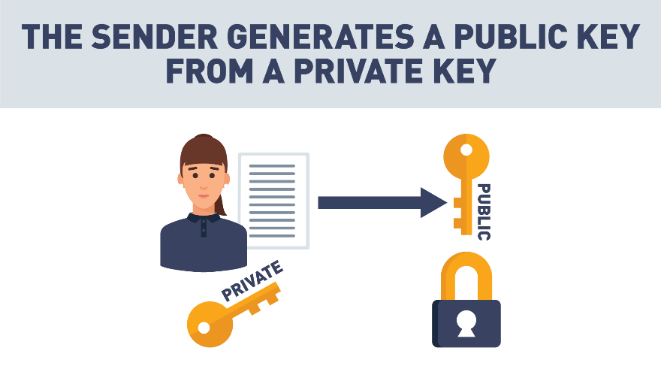 THE SENDER GENERATES A PUBLIC KEY
FROM A PRIVATE KEY
PUBLIC
PRIVATE